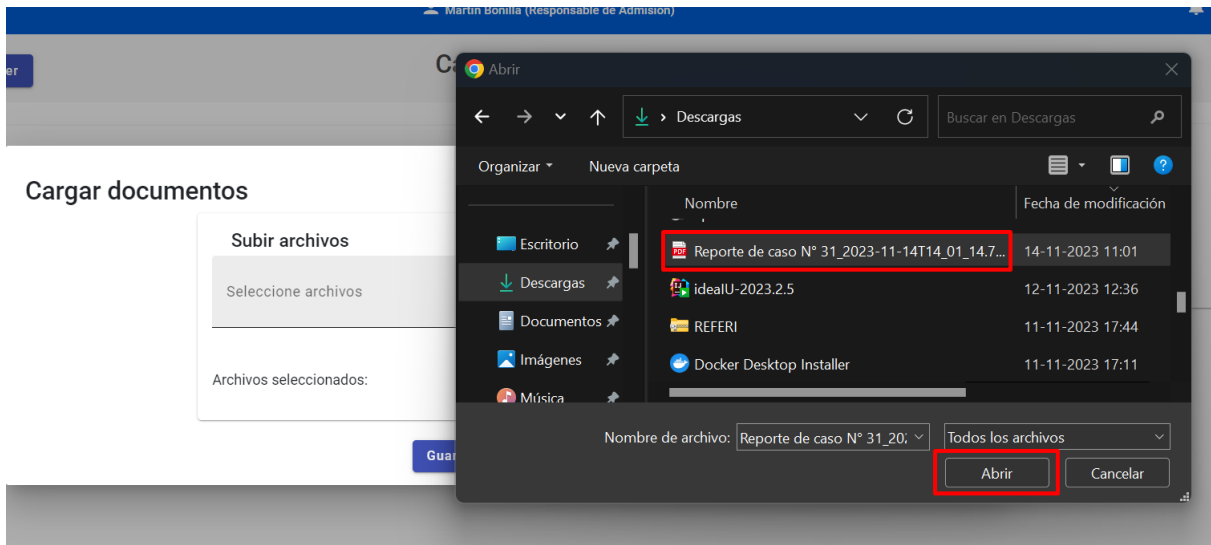 Martin Bonilla (Responsable de Admisión)
er
Abrir
Descargas
Buscar en Descargas
Organizar
Nueva carpeta
Cargar documentos
Nombre
Fecha de modificación
Subir archivos
Escritorio
Reporte de caso N° 31_2023-11-14T14_01_14.7...
14-11-2023 11:01
Seleccione archivos
Descargas
ideaIU-2023.2.5
12-11-2023 12:36
Documentos
REFERI
11-11-2023 17:44
Imágenes
Docker Desktop Installer
11-11-2023 17:11
Archivos seleccionados:
Música
Nombre de archivo:
Reporte de caso N° 31_202
Todos los archivos
Guar
Abrir
Cancelar